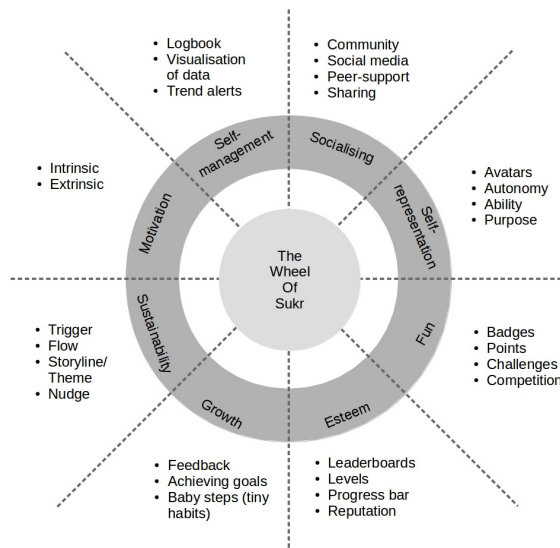 • Logbook
• Visualisation
of data
• Trend alerts
• Community
• Social media
• Peer-support
• Sharing
Self-
management
Socialising
• Intrinsic
• Extrinsic
Motivation
Self-
representation
• Avatars
• Autonomy
• Ability
• Purpose
The
Wheel
Of
Sukr
• Trigger
• Flow
• Storyline/
Theme
• Nudge
Sustainability
Fun
• Badges
• Points
• Challenges
• Competition
Growth
Esteem
• Feedback
• Achieving goals
• Baby steps (tiny
habits)
• Leaderboards
• Levels
• Progress bar
• Reputation